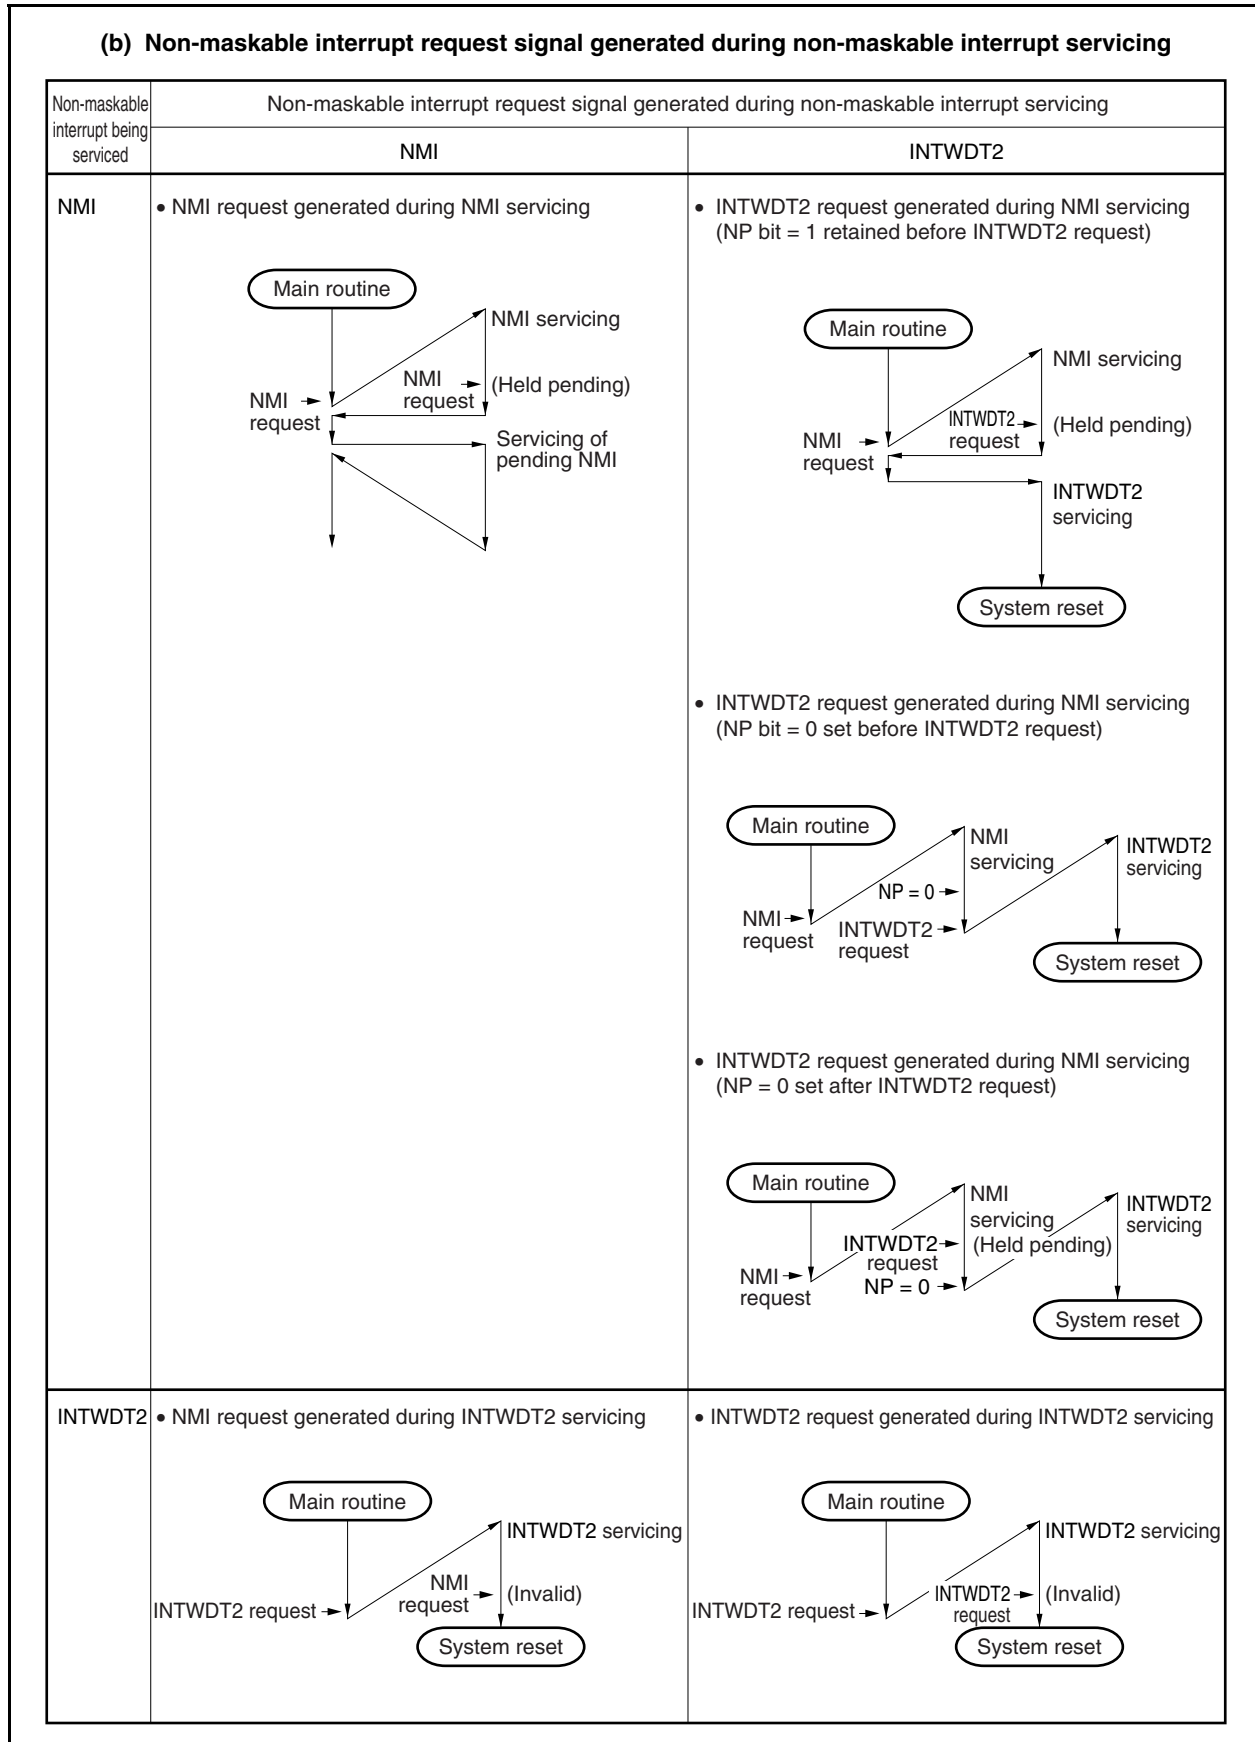 (b) Non-maskable interrupt request signal generated during non-maskable interrupt servicing
Non-maskable
interrupt being
serviced
Non-maskable interrupt request signal generated during non-maskable interrupt servicing
NMI
INTWDT2
NMI
• NMI request generated during NMI servicing
Main routine
NMI servicing
NMI
request
(Held pending)
NMI
request
Servicing of
pending NMI
• INTWDT2 request generated during NMI servicing
(NP bit = 1 retained before INTWDT2 request)
Main routine
NMI servicing
INTWDT2
request
(Held pending)
NMI
request
INTWDT2
servicing
System reset
• INTWDT2 request generated during NMI servicing
(NP bit = 0 set before INTWDT2 request)
Main routine
NMI
servicing
INTWDT2
servicing
NP = 0
NMI
request
INTWDT2
request
System reset
• INTWDT2 request generated during NMI servicing
(NP = 0 set after INTWDT2 request)
Main routine
NMI
servicing
(Held pending)
INTWDT2
servicing
INTWDT2
request
NMI
request
NP = 0
System reset
INTWDT2
• NMI request generated during INTWDT2 servicing
Main routine
INTWDT2 servicing
NMI
request
(Invalid)
INTWDT2 request
System reset
• INTWDT2 request generated during INTWDT2 servicing
Main routine
INTWDT2 servicing
INTWDT2
request
(Invalid)
INTWDT2 request
System reset